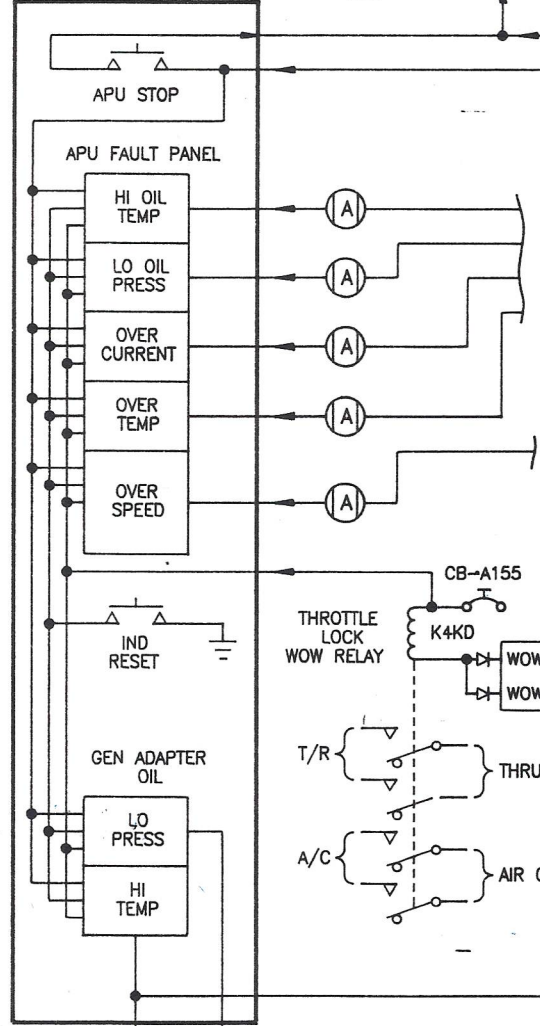 APU STOP
APU FAULT PANEL
HI OIL
TEMP
A
LO OIL
PRESS
A
OVER
CURRENT
A
OVER
TEMP
A
OVER
SPEED
A
CB-A155
THROTTLE
LOCK
WOW RELAY
K4KD
IND
RESET
WOW
WOW
T/R
THRU
GEN ADAPTER
OIL
LO
PRESS
A/C
AIR
HI
TEMP